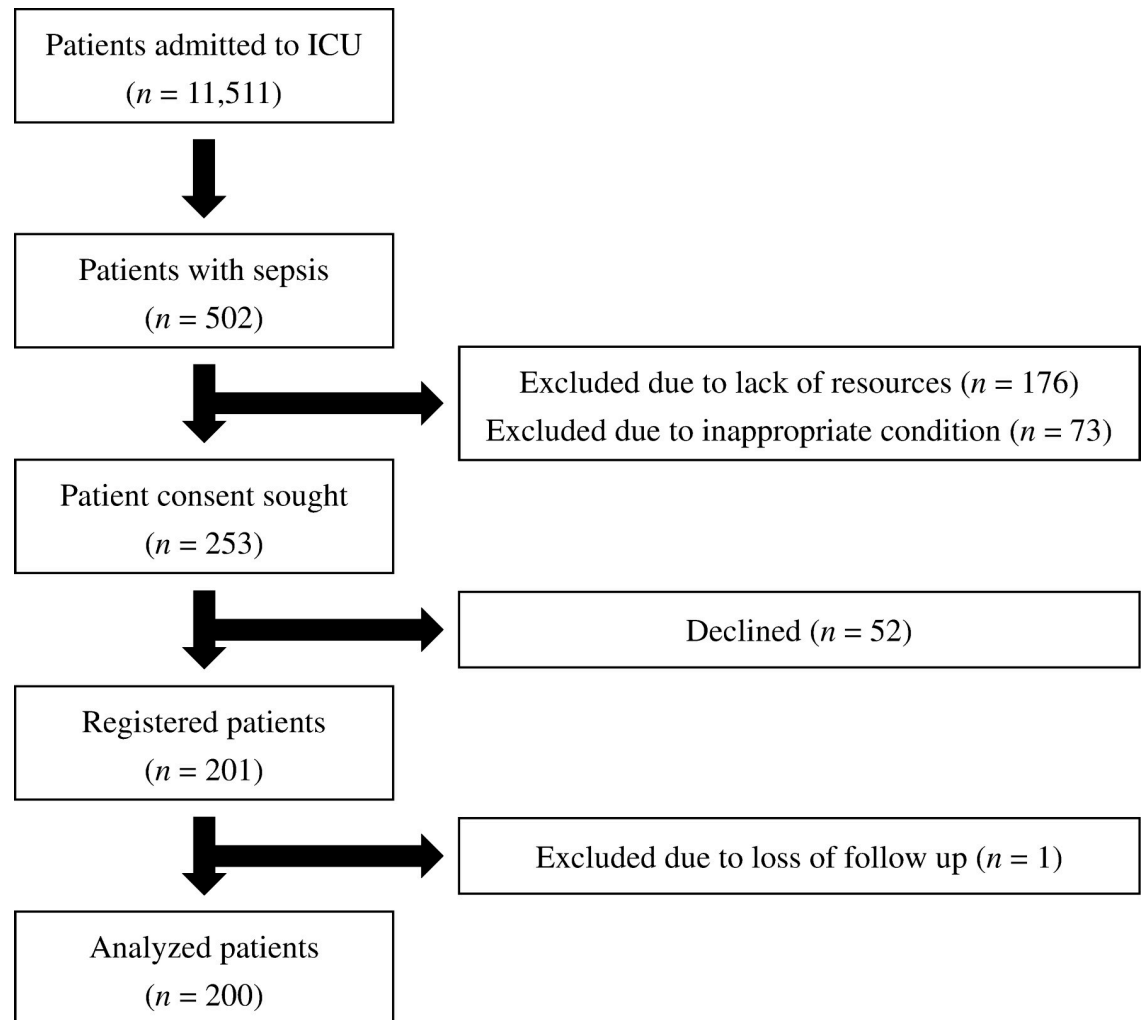 Patients admitted to ICU
(n = 11,511)
Patients with sepsis
(n = 502)
Excluded due to lack of resources (n = 176)
Excluded due to inappropriate condition (n = 73)
Patient consent sought
(n = 253)
Declined (n = 52)
Registered patients
(n = 201)
Excluded due to loss of follow up (n = 1)
Analyzed patients
(n = 200)